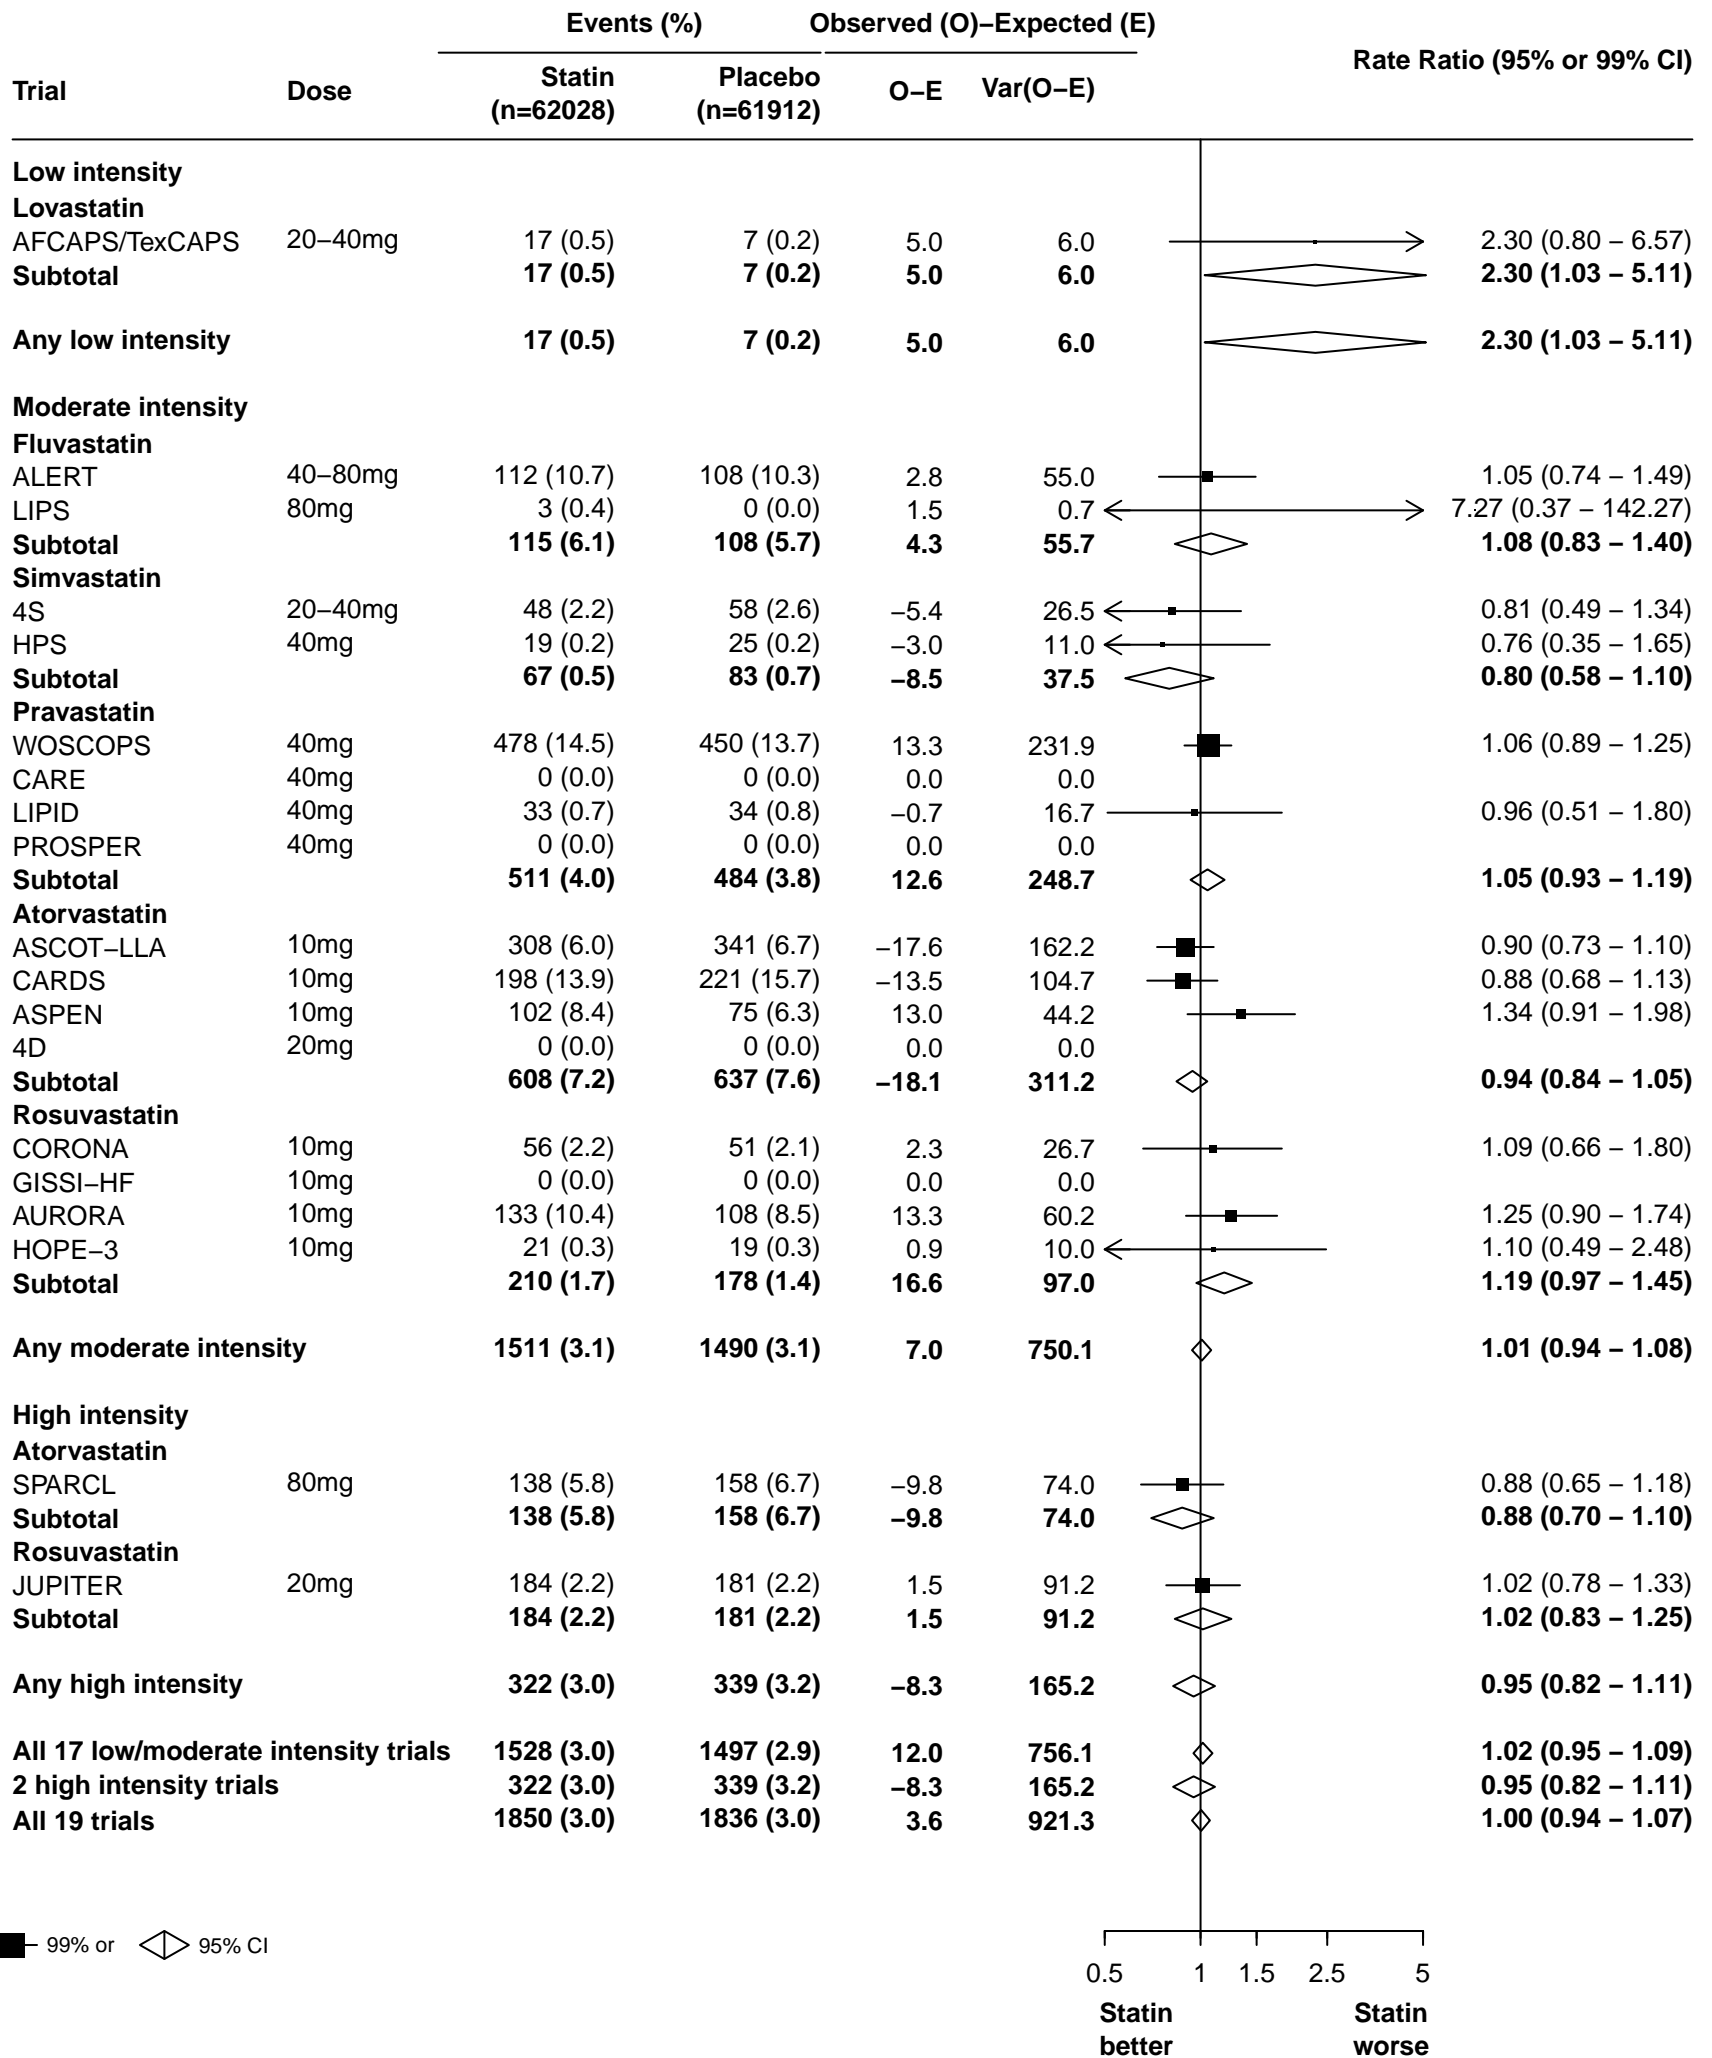 Events (%) Observed (O)–Expected (E)
Rate Ratio (95% or 99% CI)
Trial Dose Statin (n=62028) Placebo (n=61912) O–E Var(O–E)
Low intensity
Lovastatin
AFCAPS/TexCAPS 20–40mg 17 (0.5) 7 (0.2) 5.0 6.0 2.30 (0.80 – 6.57)
Subtotal 17 (0.5) 7 (0.2) 5.0 6.0 2.30 (1.03 – 5.11)
Any low intensity 17 (0.5) 7 (0.2) 5.0 6.0 2.30 (1.03 – 5.11)
Moderate intensity
Fluvastatin
ALERT 40–80mg 112 (10.7) 108 (10.3) 2.8 55.0 1.05 (0.74 – 1.49)
LIPS 80mg 3 (0.4) 0 (0.0) 1.5 0.7 7.27 (0.37 – 142.27)
Subtotal 115 (6.1) 108 (5.7) 4.3 55.7 1.08 (0.83 – 1.40)
Simvastatin
4S 20–40mg 48 (2.2) 58 (2.6) –5.4 26.5 0.81 (0.49 – 1.34)
HPS 40mg 19 (0.2) 25 (0.2) –3.0 11.0 0.76 (0.35 – 1.65)
Subtotal 67 (0.5) 83 (0.7) –8.5 37.5 0.80 (0.58 – 1.10)
Pravastatin
WOSCOPS 40mg 478 (14.5) 450 (13.7) 13.3 231.9 1.06 (0.89 – 1.25)
CARE 40mg 0 (0.0) 0 (0.0) 0.0 0.0
LIPID 40mg 33 (0.7) 34 (0.8) –0.7 16.7 0.96 (0.51 – 1.80)
PROSPER 40mg 0 (0.0) 0 (0.0) 0.0 0.0
Subtotal 511 (4.0) 484 (3.8) 12.6 248.7 1.05 (0.93 – 1.19)
Atorvastatin
ASCOT–LLA 10mg 308 (6.0) 341 (6.7) –17.6 162.2 0.90 (0.73 – 1.10)
CARDS 10mg 198 (13.9) 221 (15.7) –13.5 104.7 0.88 (0.68 – 1.13)
ASPEN 10mg 102 (8.4) 75 (6.3) 13.0 44.2 1.34 (0.91 – 1.98)
4D 20mg 0 (0.0) 0 (0.0) 0.0 0.0
Subtotal 608 (7.2) 637 (7.6) –18.1 311.2 0.94 (0.84 – 1.05)
Rosuvastatin
CORONA 10mg 56 (2.2) 51 (2.1) 2.3 26.7 1.09 (0.66 – 1.80)
GISSI–HF 10mg 0 (0.0) 0 (0.0) 0.0 0.0
AURORA 10mg 133 (10.4) 108 (8.5) 13.3 60.2 1.25 (0.90 – 1.74)
HOPE–3 10mg 21 (0.3) 19 (0.3) 0.9 10.0 1.10 (0.49 – 2.48)
Subtotal 210 (1.7) 178 (1.4) 16.6 97.0 1.19 (0.97 – 1.45)
Any moderate intensity 1511 (3.1) 1490 (3.1) 7.0 750.1 1.01 (0.94 – 1.08)
High intensity
Atorvastatin
SPARCL 80mg 138 (5.8) 158 (6.7) –9.8 74.0 0.88 (0.65 – 1.18)
Subtotal 138 (5.8) 158 (6.7) –9.8 74.0 0.88 (0.70 – 1.10)
Rosuvastatin
JUPITER 20mg 184 (2.2) 181 (2.2) 1.5 91.2 1.02 (0.78 – 1.33)
Subtotal 184 (2.2) 181 (2.2) 1.5 91.2 1.02 (0.83 – 1.25)
Any high intensity 322 (3.0) 339 (3.2) –8.3 165.2 0.95 (0.82 – 1.11)
All 17 low/moderate intensity trials 1528 (3.0) 1497 (2.9) 12.0 756.1 1.02 (0.95 – 1.09)
2 high intensity trials 322 (3.0) 339 (3.2) –8.3 165.2 0.95 (0.82 – 1.11)
All 19 trials 1850 (3.0) 1836 (3.0) 3.6 921.3 1.00 (0.94 – 1.07)
99% or 95% CI
0.5 1 1.5 2.5 5
Statin better Statin worse